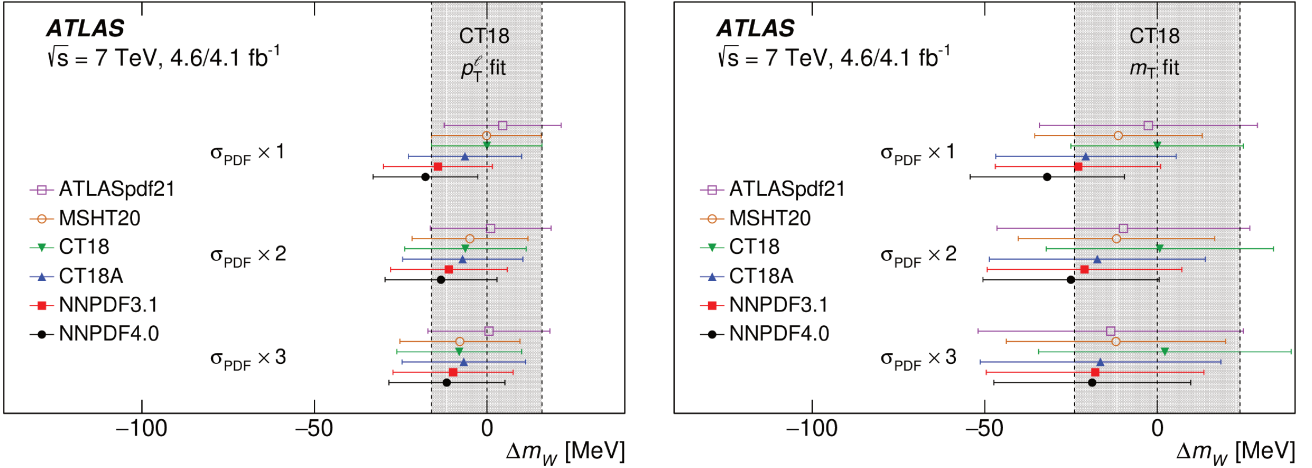 ATLAS
√s = 7 TeV, 4.6/4.1 fb⁻¹
CT18
p_T^ℓ fit
σ_PDF × 1
ATLASpdf21
MSHT20
CT18
σ_PDF × 2
CT18A
NNPDF3.1
NNPDF4.0
σ_PDF × 3
−100
−50
0
Δm_W [MeV]
ATLAS
√s = 7 TeV, 4.6/4.1 fb⁻¹
CT18
m_T fit
σ_PDF × 1
ATLASpdf21
MSHT20
CT18
σ_PDF × 2
CT18A
NNPDF3.1
NNPDF4.0
σ_PDF × 3
−100
−50
0
Δm_W [MeV]